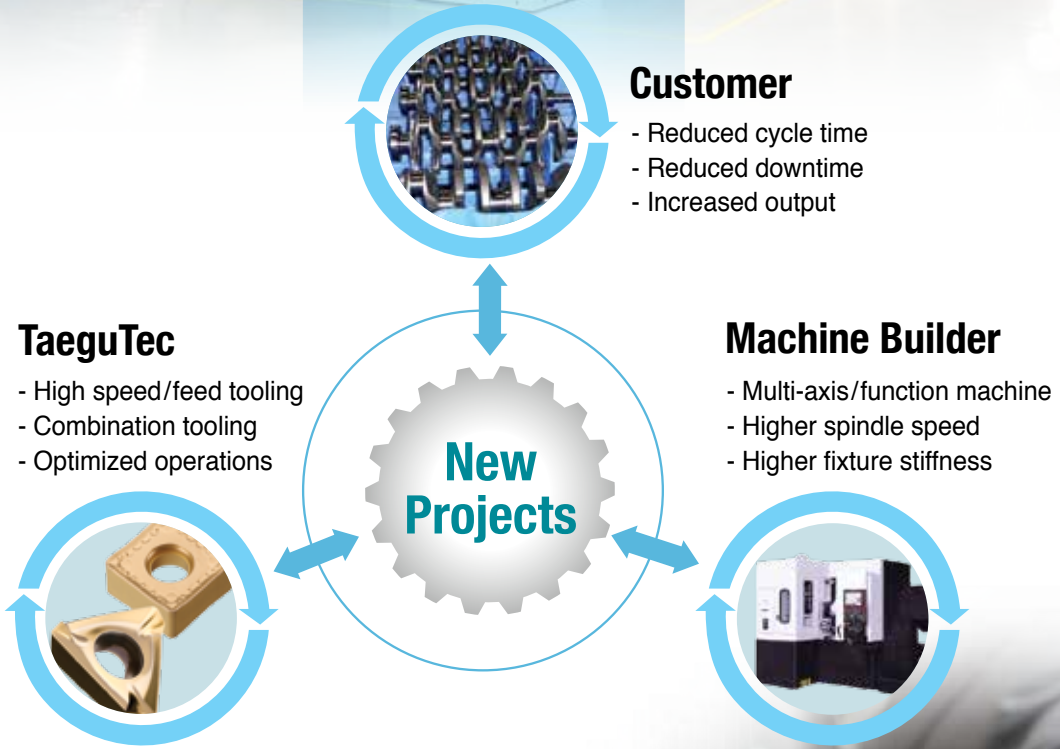 Customer
- Reduced cycle time
- Reduced downtime
- Increased output
TaeguTec
- High speed/feed tooling
- Combination tooling
- Optimized operations
Machine Builder
- Multi-axis/function machine
- Higher spindle speed
- Higher fixture stiffness
New
Projects